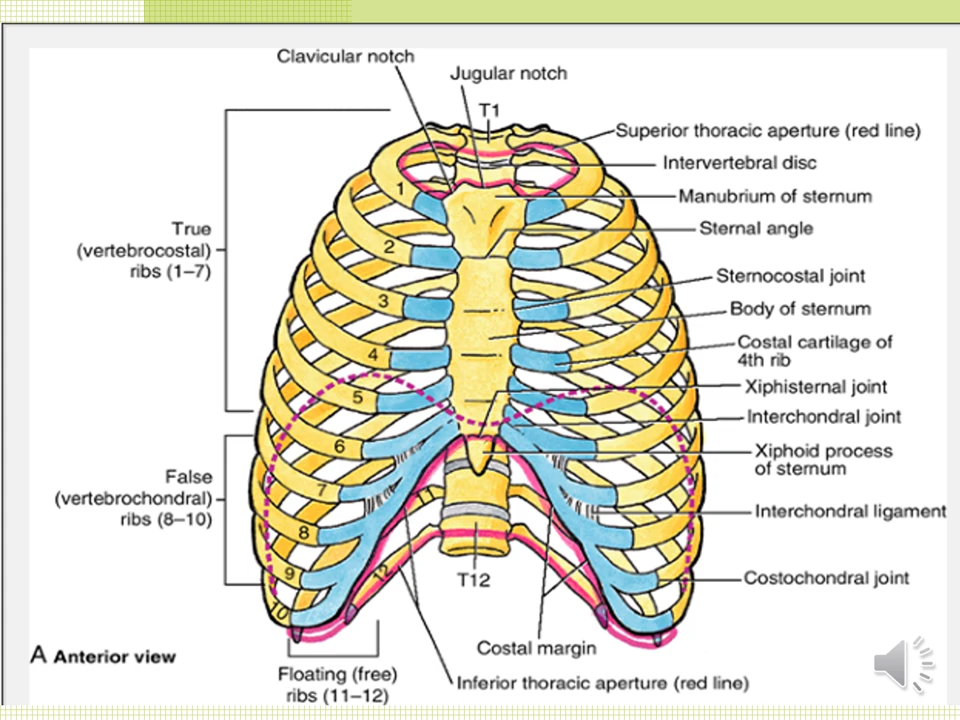 Clavicular notch
Jugular notch
T1
Superior thoracic aperture (red line)
Intervertebral disc
Manubrium of sternum
Sternal angle
Sternocostal joint
Body of sternum
Costal cartilage of
4th rib
Xiphisternal joint
Interchondral joint
Xiphoid process
of sternum
Interchondral ligament
Costochondral joint
True
(vertebrocostal)
ribs (1–7)
False
(vertebrochondral)
ribs (8–10)
1
2
3
4
5
6
7
8
9
10
12
T12
Costal margin
A Anterior view
Floating (free)
ribs (11–12)
Inferior thoracic aperture (red line)